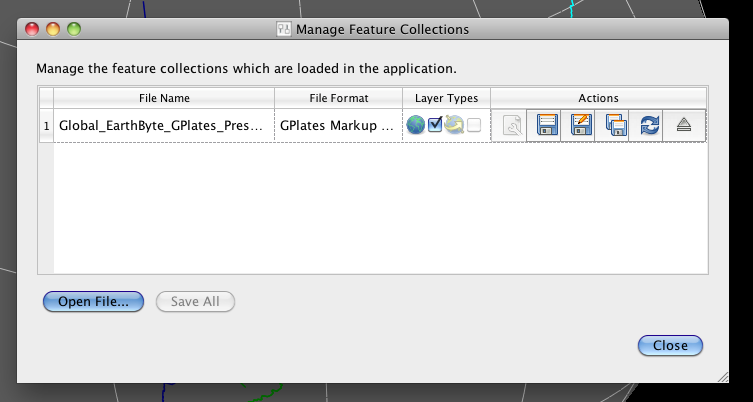 Manage Feature Collections
Manage the feature collections which are loaded in the application.
File Name File Format Layer Types Actions
1 Global_EarthByte_GPlates_Pres... GPlates Markup ...
Open File... Save All
Close